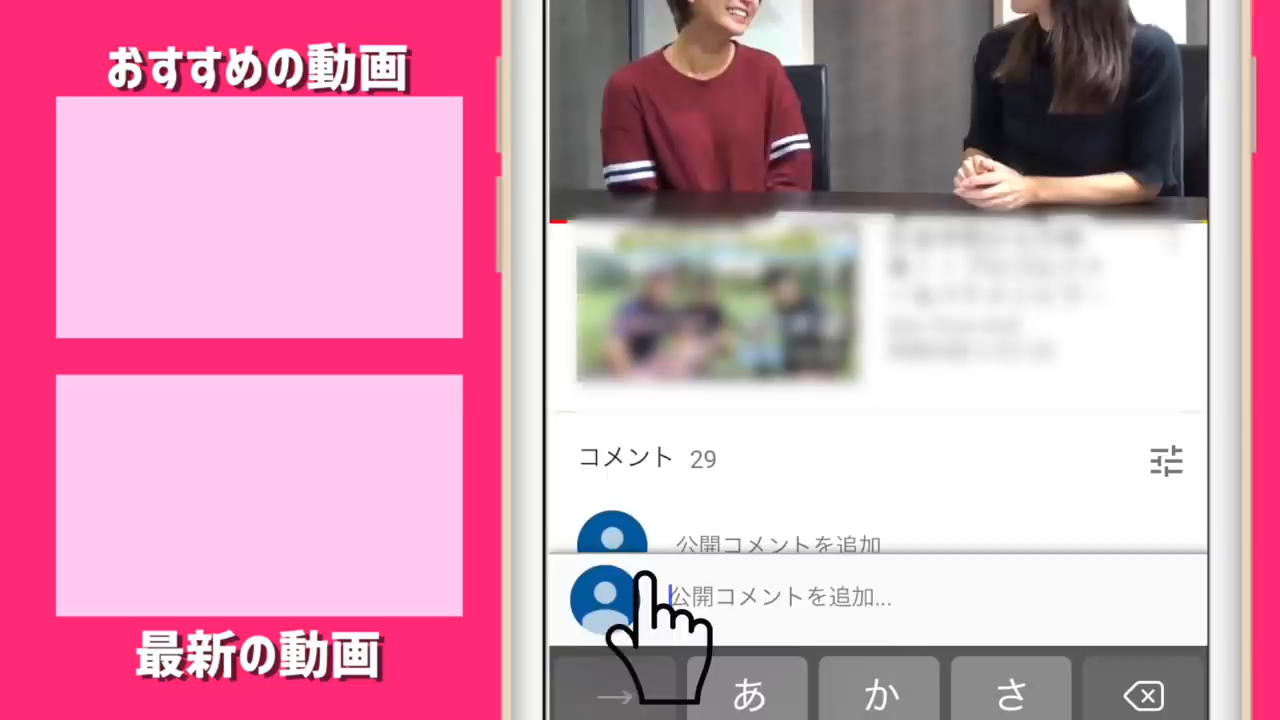 おすすめの動画
最新の動画
コメント 29
公開コメントを追加
公開コメントを追加...
→ あ か さ